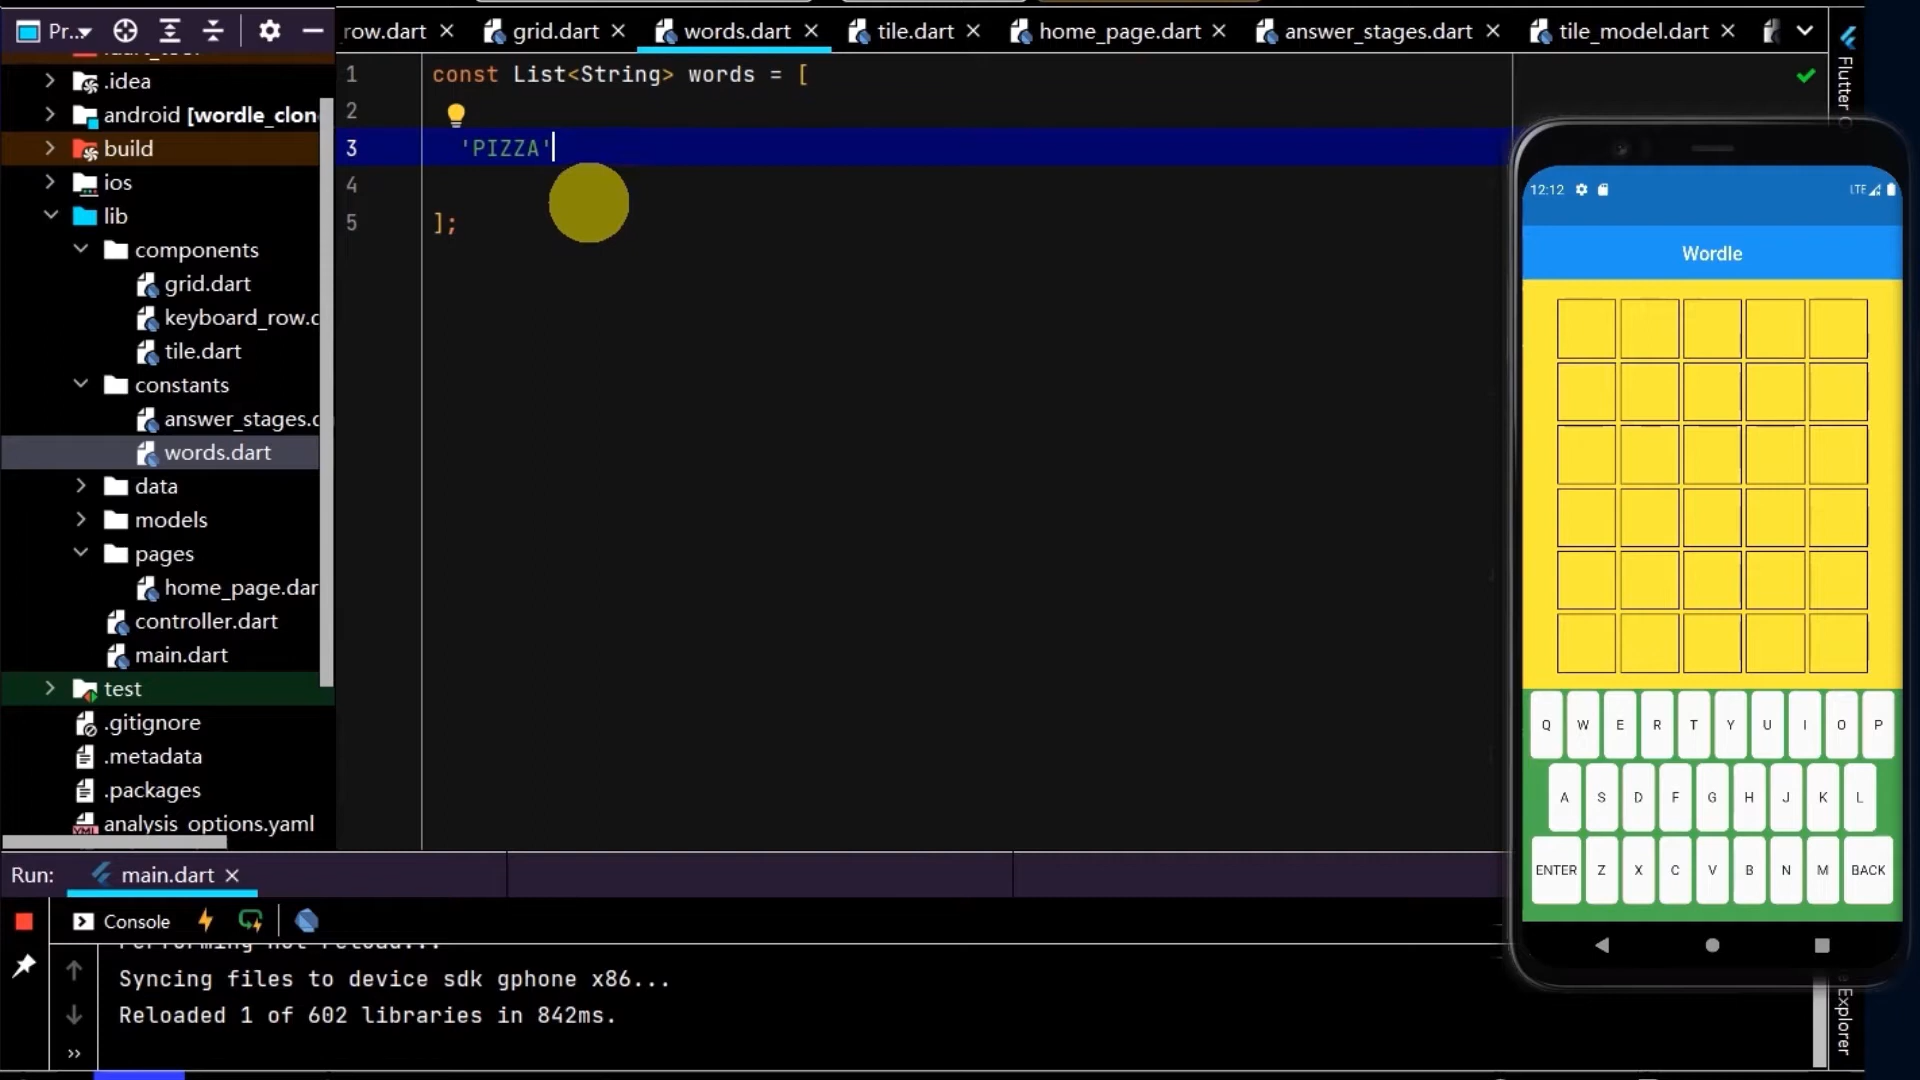 Pr...
row.dart
grid.dart
words.dart
tile.dart
home_page.dart
answer_stages.dart
tile_model.dart
.idea
android [wordle_clon
build
ios
lib
components
grid.dart
keyboard_row.d
tile.dart
constants
answer_stages.d
words.dart
data
models
pages
home_page.dar
controller.dart
main.dart
test
.gitignore
.metadata
.packages
analysis_options.yaml
1 const List<String> words = [
2
3 'PIZZA'
4
5 ];
Flutter O
12:12
LTE
Wordle
Q W E R T Y U I O P
A S D F G H J K L
ENTER Z X C V B N M BACK
e Explorer
Run: main.dart
Console
Performing hot reload...
Syncing files to device sdk gphone x86...
Reloaded 1 of 602 libraries in 842ms.